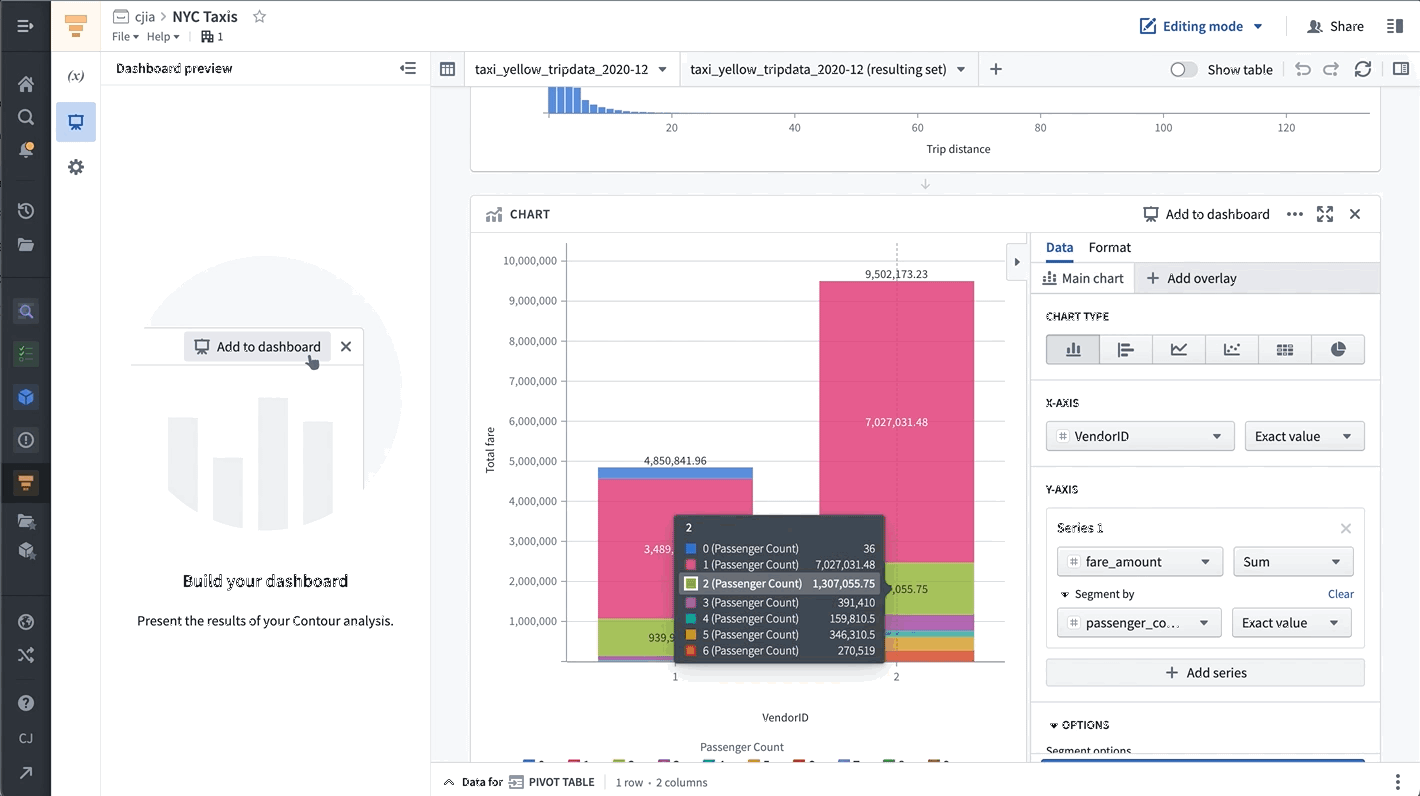 cjia > NYC Taxis
File Help 1
Editing mode
Share
(x)
Dashboard preview
taxi_yellow_tripdata_2020-12
taxi_yellow_tripdata_2020-12 (resulting set)
Show table
20 40 60 80 100 120
Trip distance
CHART
Add to dashboard
Data Format
Main chart
Add overlay
CHART TYPE
X-AXIS
VendorID
Exact value
Y-AXIS
Series 1
fare_amount
Sum
Segment by
Clear
passenger_co...
Exact value
Add series
OPTIONS
Segment options
Total fare
10,000,000
9,000,000
8,000,000
7,000,000
6,000,000
5,000,000
4,000,000
3,000,000
2,000,000
1,000,000
9,502,173.23
7,027,031.48
4,850,841.96
3,489,
939,9
,055.75
2
0 (Passenger Count) 36
1 (Passenger Count) 7,027,031.48
2 (Passenger Count) 1,307,055.75
3 (Passenger Count) 391,410
4 (Passenger Count) 159,810.5
5 (Passenger Count) 346,310.5
6 (Passenger Count) 270,519
1 2
VendorID
Passenger Count
Add to dashboard
Build your dashboard
Present the results of your Contour analysis.
CJ
Data for PIVOT TABLE 1 row · 2 columns